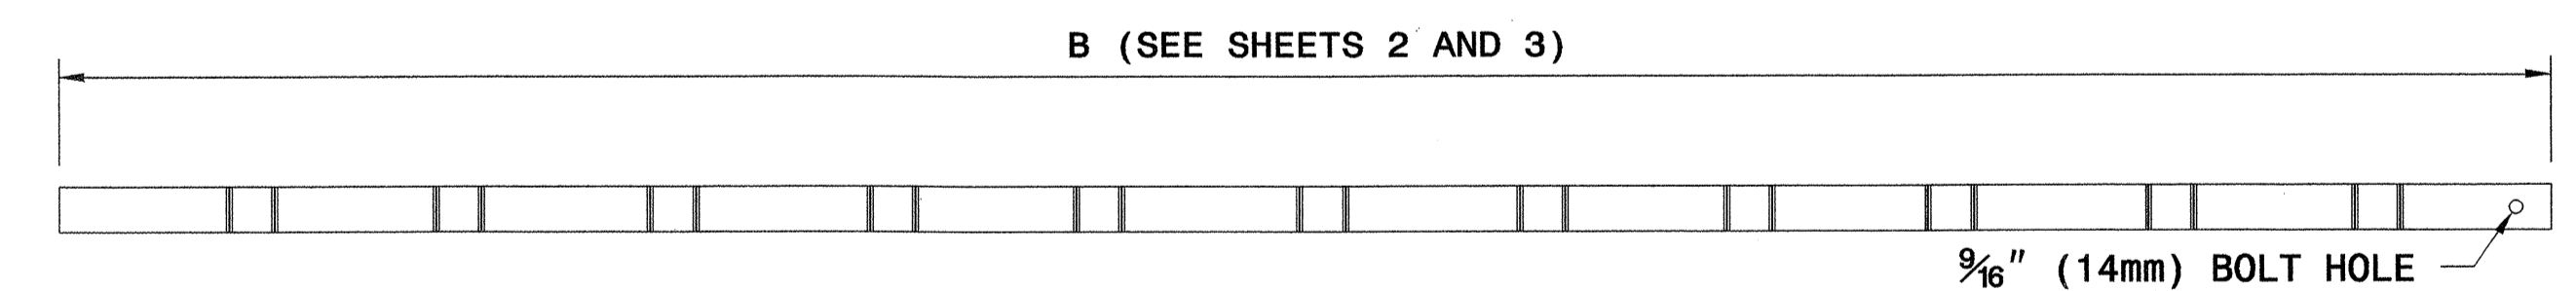 B (SEE SHEETS 2 AND 3)
9/16" (14mm) BOLT HOLE